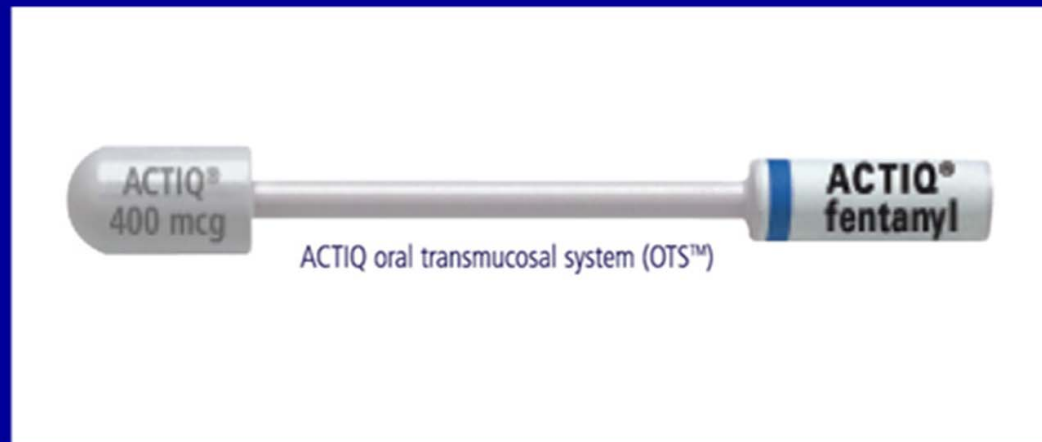 ACTIQ®
400 mcg
ACTIQ oral transmucosal system (OTS™)
ACTIQ®
fentanyl